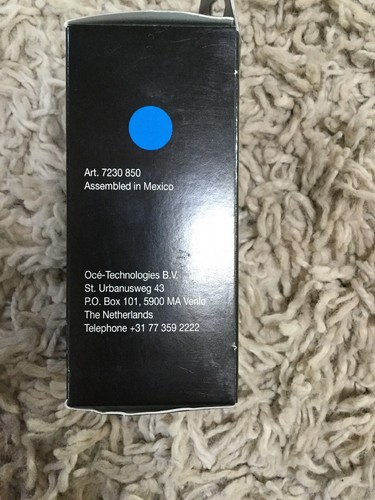 Art. 7230 850
Assembled in Mexico
Océ-Technologies B.V.
St. Urbanusweg 43
P.O. Box 101, 5900 MA Venlo
The Netherlands
Telephone +31 77 359 2222